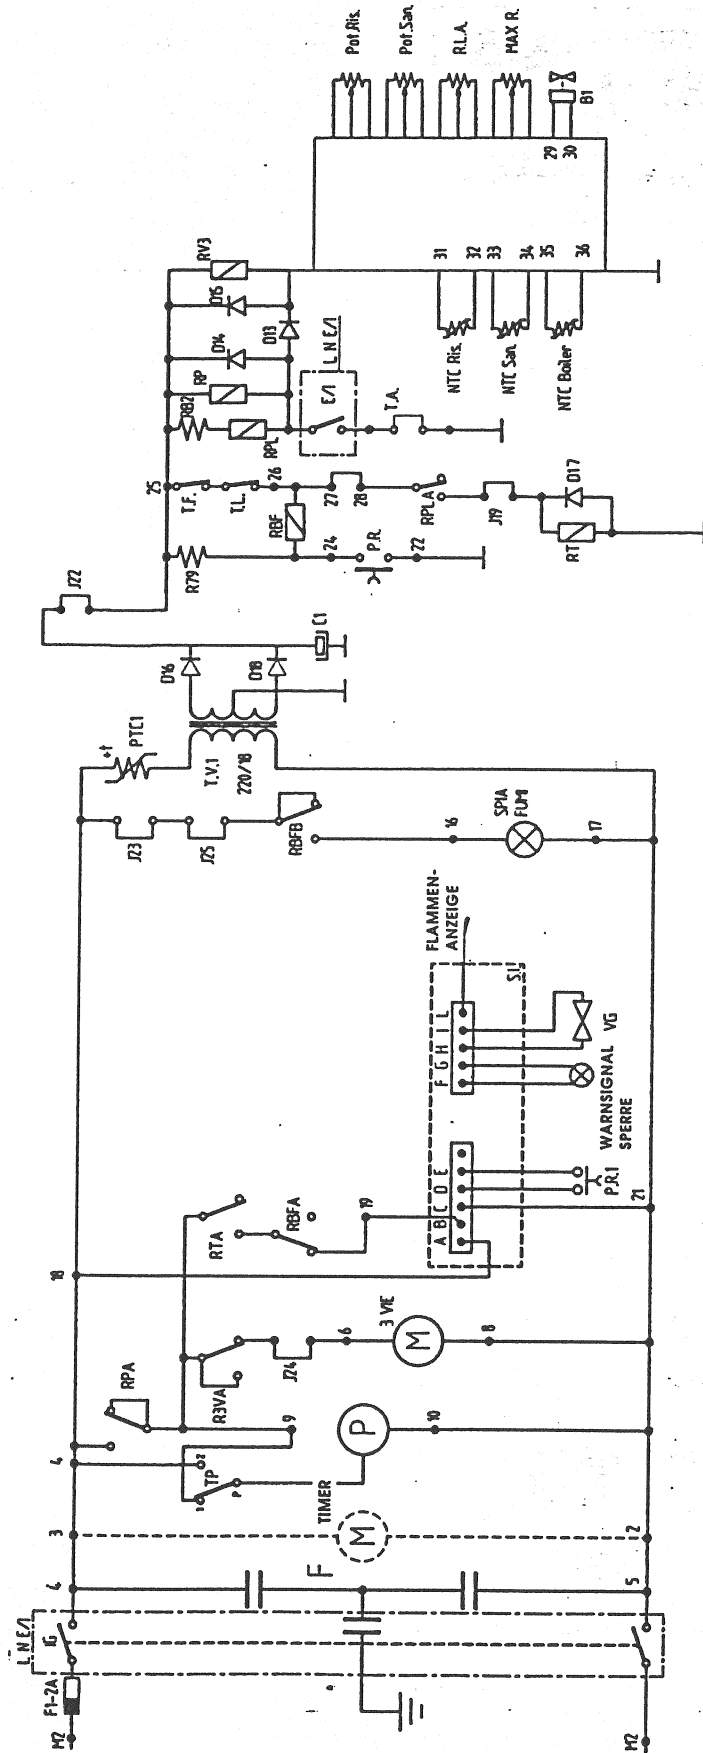 Pot.Ris.
Pot.San.
R.L.A.
MAX R.
B1
29
30
31
32
33
34
35
36
NTC Ris.
NTC San.
NTC Boiler
RV3
D15
D13
D14
RP
RB2
RPL
E/I
L N E/I
T.A.
25
T.F.
T.L.
26
27
28
RBF
RPLA
J19
D17
RT
R79
24
P.R.
22
J22
D16
D18
C1
+t
PTC1
T.V.1
220/18
J23
J25
RBFB
16
SPIA
FUMI
17
FLAMMEN-
ANZEIGE
S.I.
F G H I L
VG
WARNSIGNAL
SPERRE
A B C D E
P.R.1
21
RTA
RBFA
19
18
3 VIE
M
6
8
J24
R3VA
RPA
9
P
10
4
TP
1
2
P
TIMER
3
M
2
4
F
5
L N E/I
IG
F1-2A
M2
M2